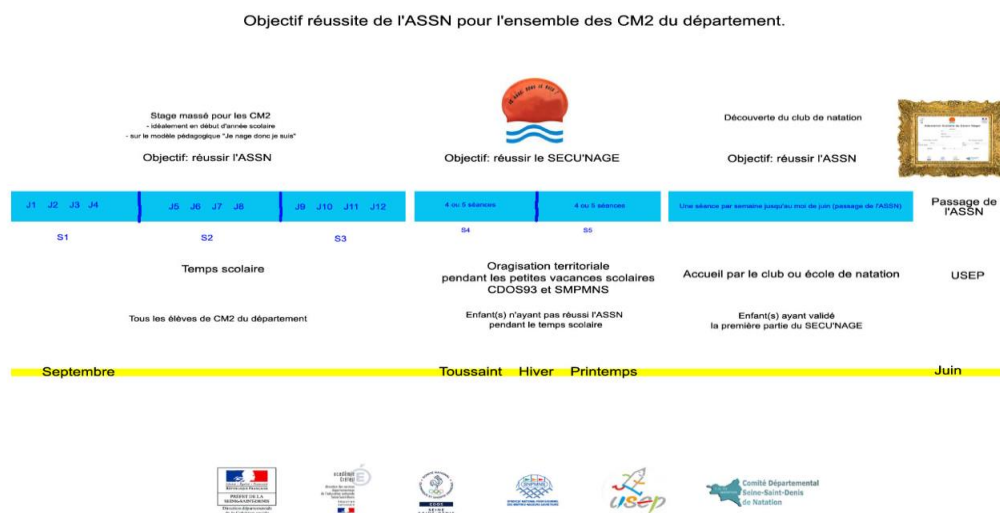 Objectif réussite de l'ASSN pour l'ensemble des CM2 du département.
Stage massé pour les CM2
- idéalement en début d'année scolaire
- sur le modèle pédagogique "Je nage donc je suis"
Objectif: réussir l'ASSN
Objectif: réussir le SECU'NAGE
Découverte du club de natation
Objectif: réussir l'ASSN
J1 J2 J3 J4
J5 J6 J7 J8
J9 J10 J11 J12
4 ou 5 séances
4 ou 5 séances
Une séance par semaine jusqu'au moi de juin (passage de l'ASSN)
Passage de
l'ASSN
S1
S2
S3
S4
S5
Temps scolaire
Oragisation territoriale
pendant les petites vacances scolaires
CDOS93 et SMPMNS
Accueil par le club ou école de natation
USEP
Tous les élèves de CM2 du département
Enfant(s) n'ayant pas réussi l'ASSN
pendant le temps scolaire
Enfant(s) ayant validé
la première partie du SECU'NAGE
Septembre
Toussaint Hiver Printemps
Juin
PRÉFET DE LA
SEINE-SAINT-DENIS
usep
Comité Départemental
Seine-Saint-Denis
de Natation